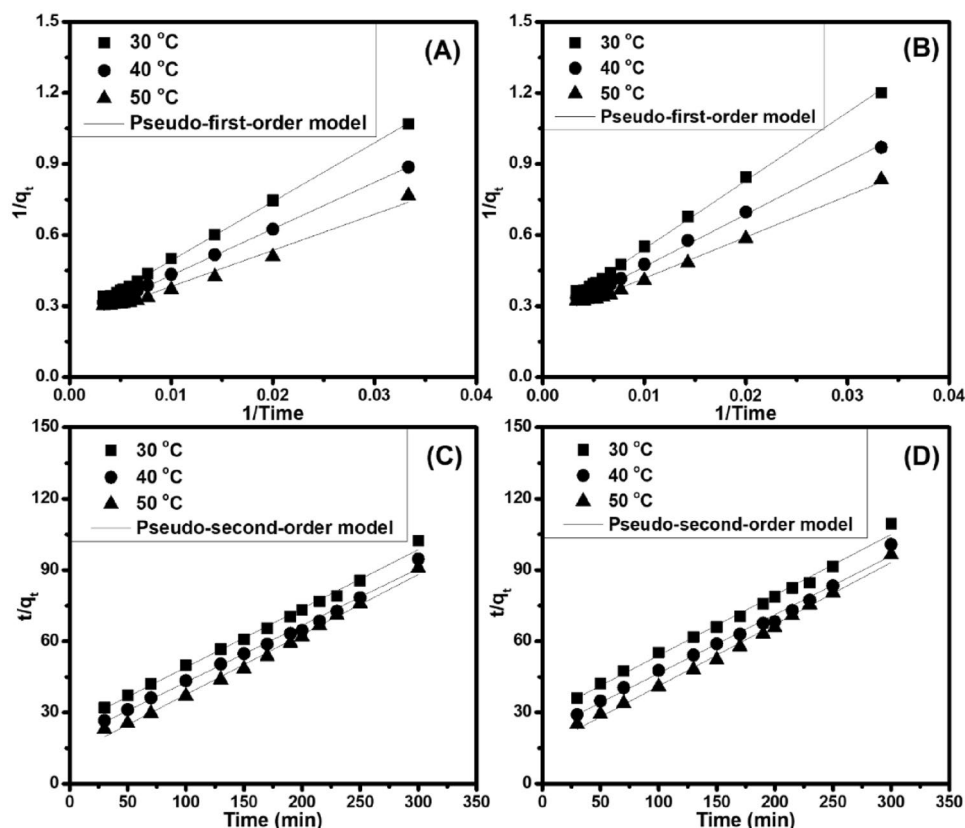 1.5
1.2
0.9
0.6
0.3
0.0
1/qt
30 °C
40 °C
50 °C
Pseudo-first-order model
(A)
0.00 0.01 0.02 0.03 0.04
1/Time
1.5
1.2
0.9
0.6
0.3
0.0
1/qt
30 °C
40 °C
50 °C
Pseudo-first-order model
(B)
0.00 0.01 0.02 0.03 0.04
1/Time
150
120
90
60
30
0
t/qt
30 °C
40 °C
50 °C
Pseudo-second-order model
(C)
0 50 100 150 200 250 300 350
Time (min)
150
120
90
60
30
0
t/qt
30 °C
40 °C
50 °C
Pseudo-second-order model
(D)
0 50 100 150 200 250 300 350
Time (min)